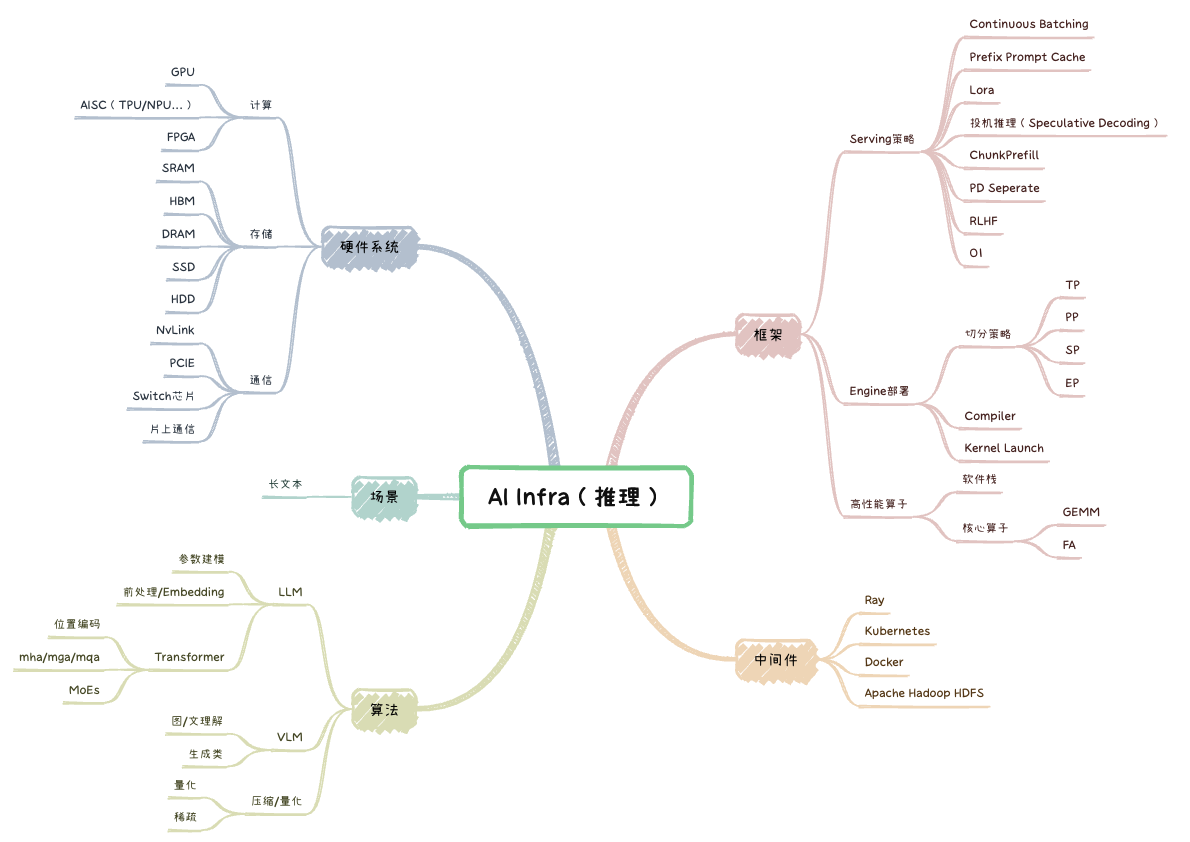 AI Infra（推理）
硬件系统
计算
GPU
AISC（TPU/NPU...）
FPGA
存储
SRAM
HBM
DRAM
SSD
HDD
通信
NvLink
PCIE
Switch芯片
片上通信
场景
长文本
算法
LLM
参数建模
前处理/Embedding
Transformer
位置编码
mha/mga/mqa
MoEs
VLM
图/文理解
生成类
压缩/量化
量化
稀疏
框架
Serving策略
Continuous Batching
Prefix Prompt Cache
Lora
投机推理（Speculative Decoding）
ChunkPrefill
PD Seperate
RLHF
O1
Engine部署
切分策略
TP
PP
SP
EP
Compiler
Kernel Launch
高性能算子
软件栈
核心算子
GEMM
FA
中间件
Ray
Kubernetes
Docker
Apache Hadoop HDFS